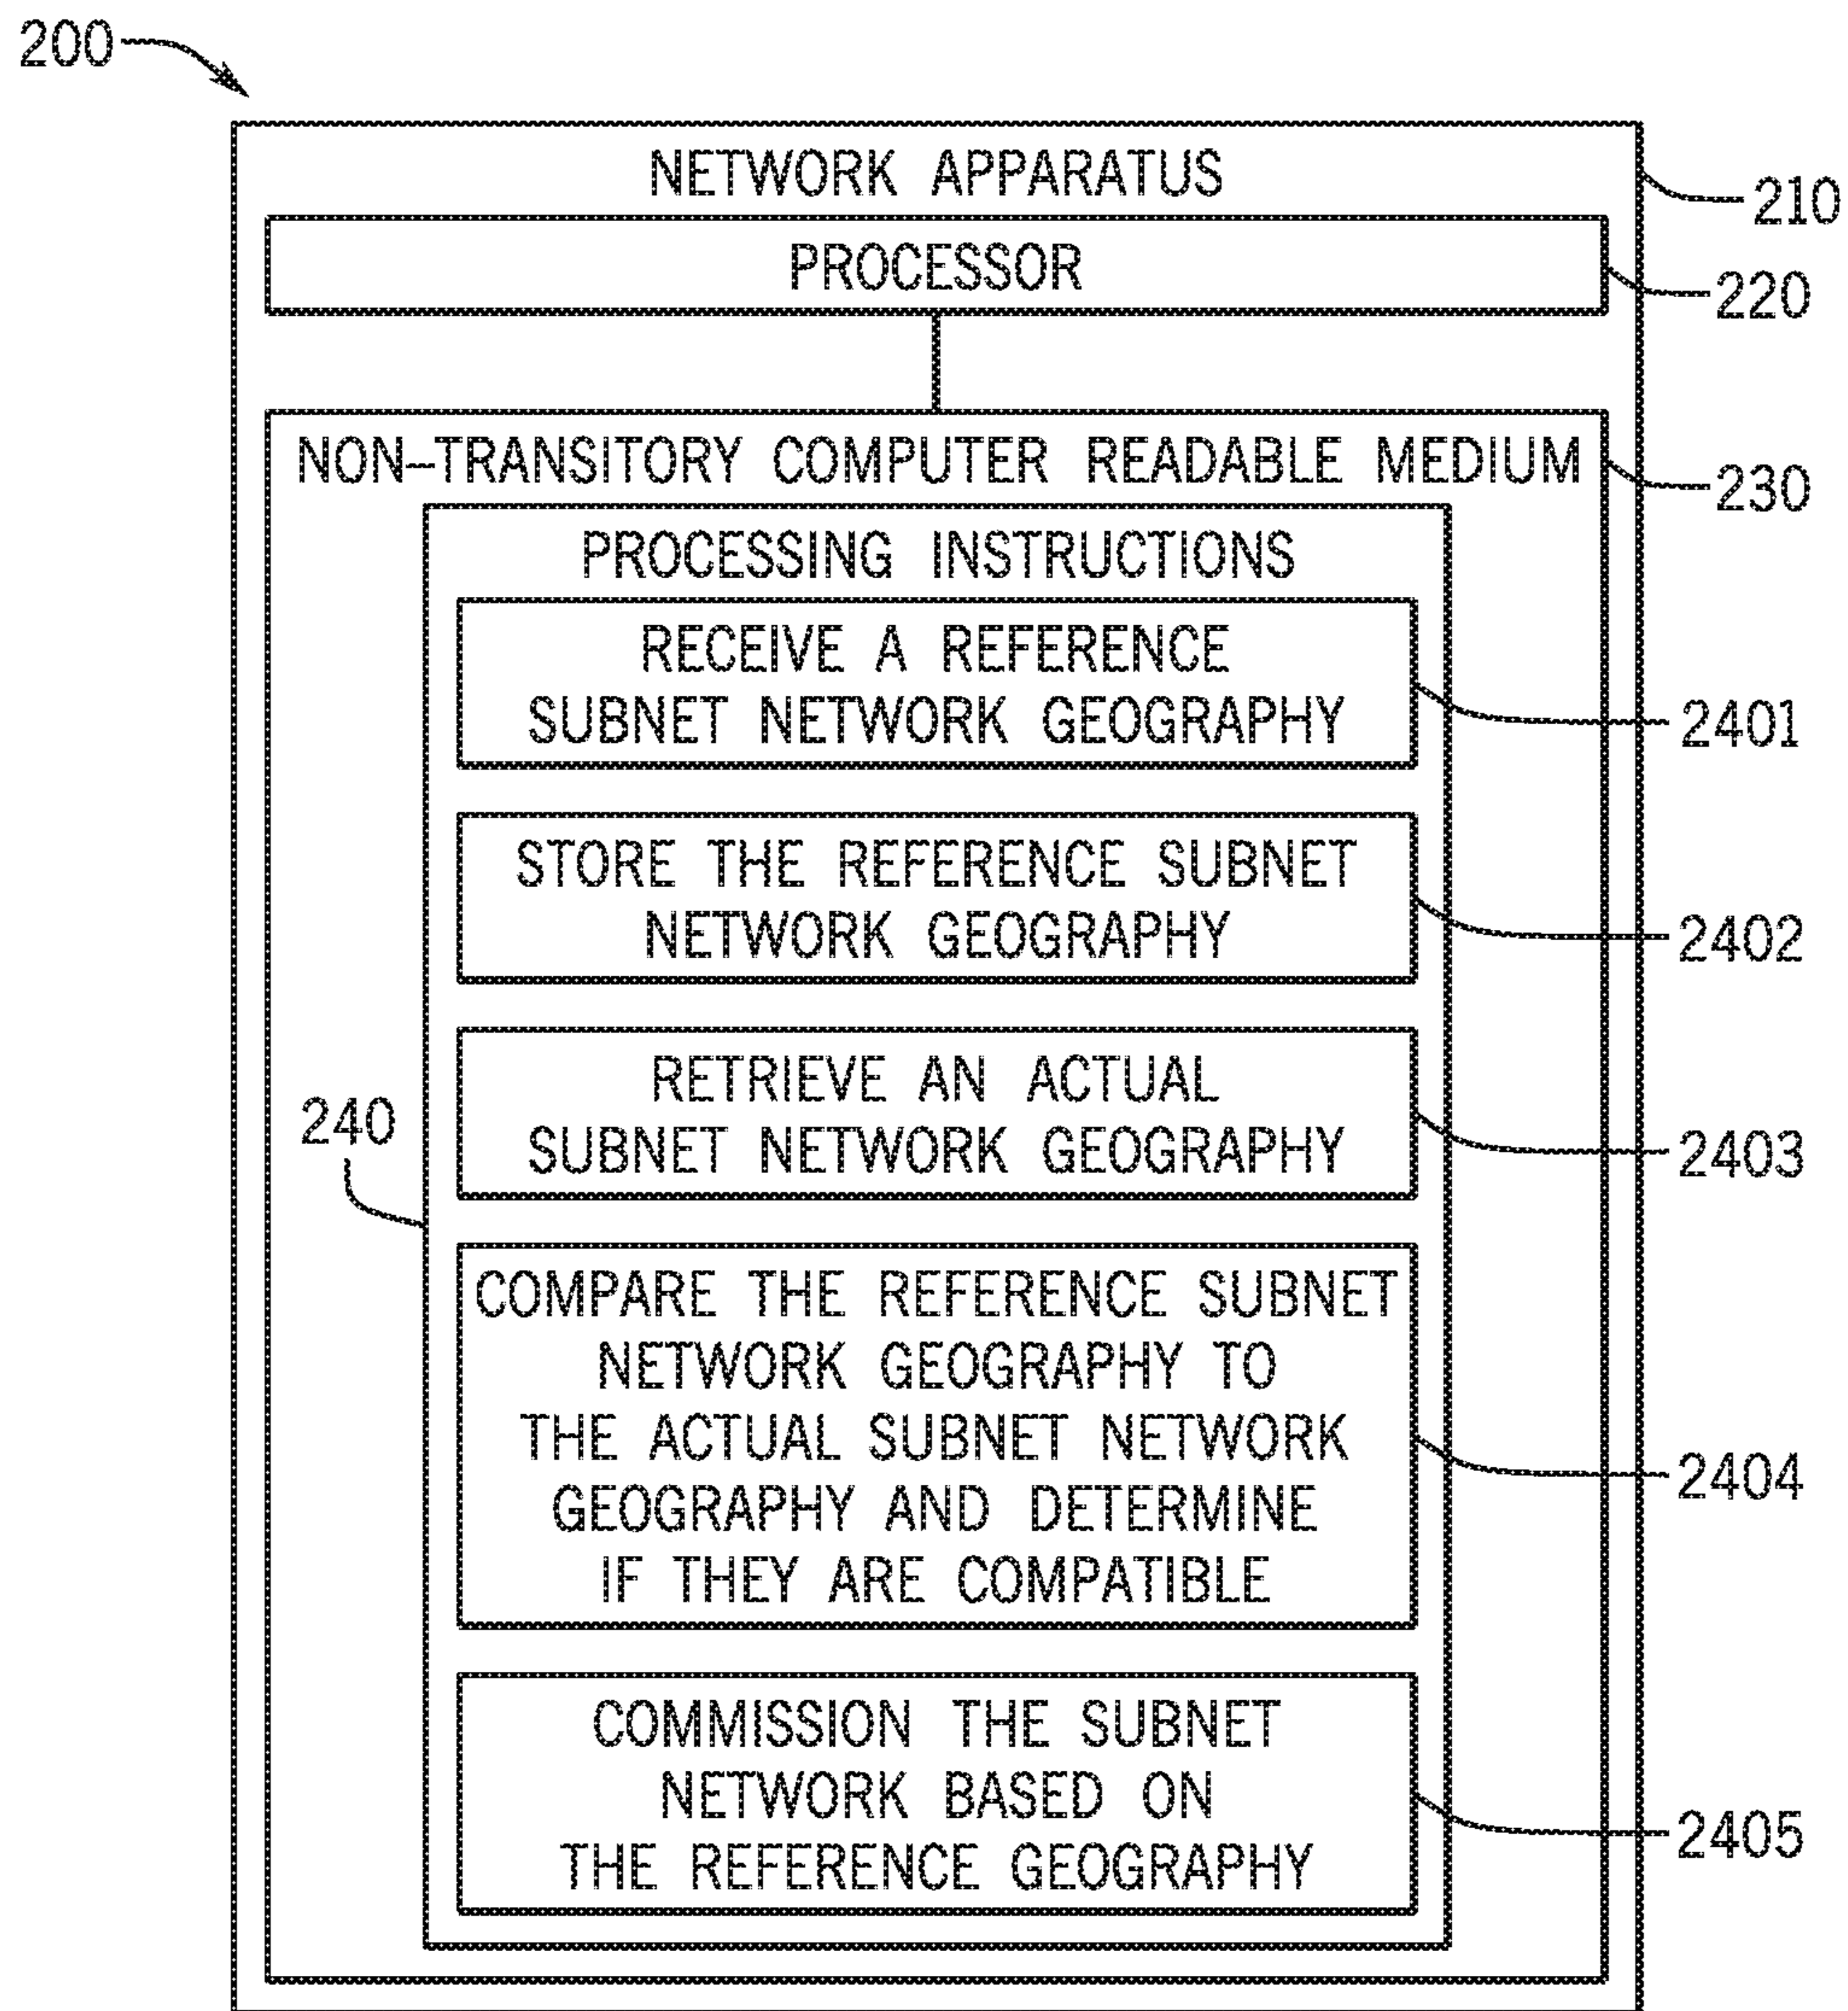 200
NETWORK APPARATUS
210
PROCESSOR
220
NON-TRANSITORY COMPUTER READABLE MEDIUM
230
PROCESSING INSTRUCTIONS
RECEIVE A REFERENCE
SUBNET NETWORK GEOGRAPHY
2401
STORE THE REFERENCE SUBNET
NETWORK GEOGRAPHY
2402
RETRIEVE AN ACTUAL
SUBNET NETWORK GEOGRAPHY
240
2403
COMPARE THE REFERENCE SUBNET
NETWORK GEOGRAPHY TO
THE ACTUAL SUBNET NETWORK
GEOGRAPHY AND DETERMINE
IF THEY ARE COMPATIBLE
2404
COMMISSION THE SUBNET
NETWORK BASED ON
THE REFERENCE GEOGRAPHY
2405